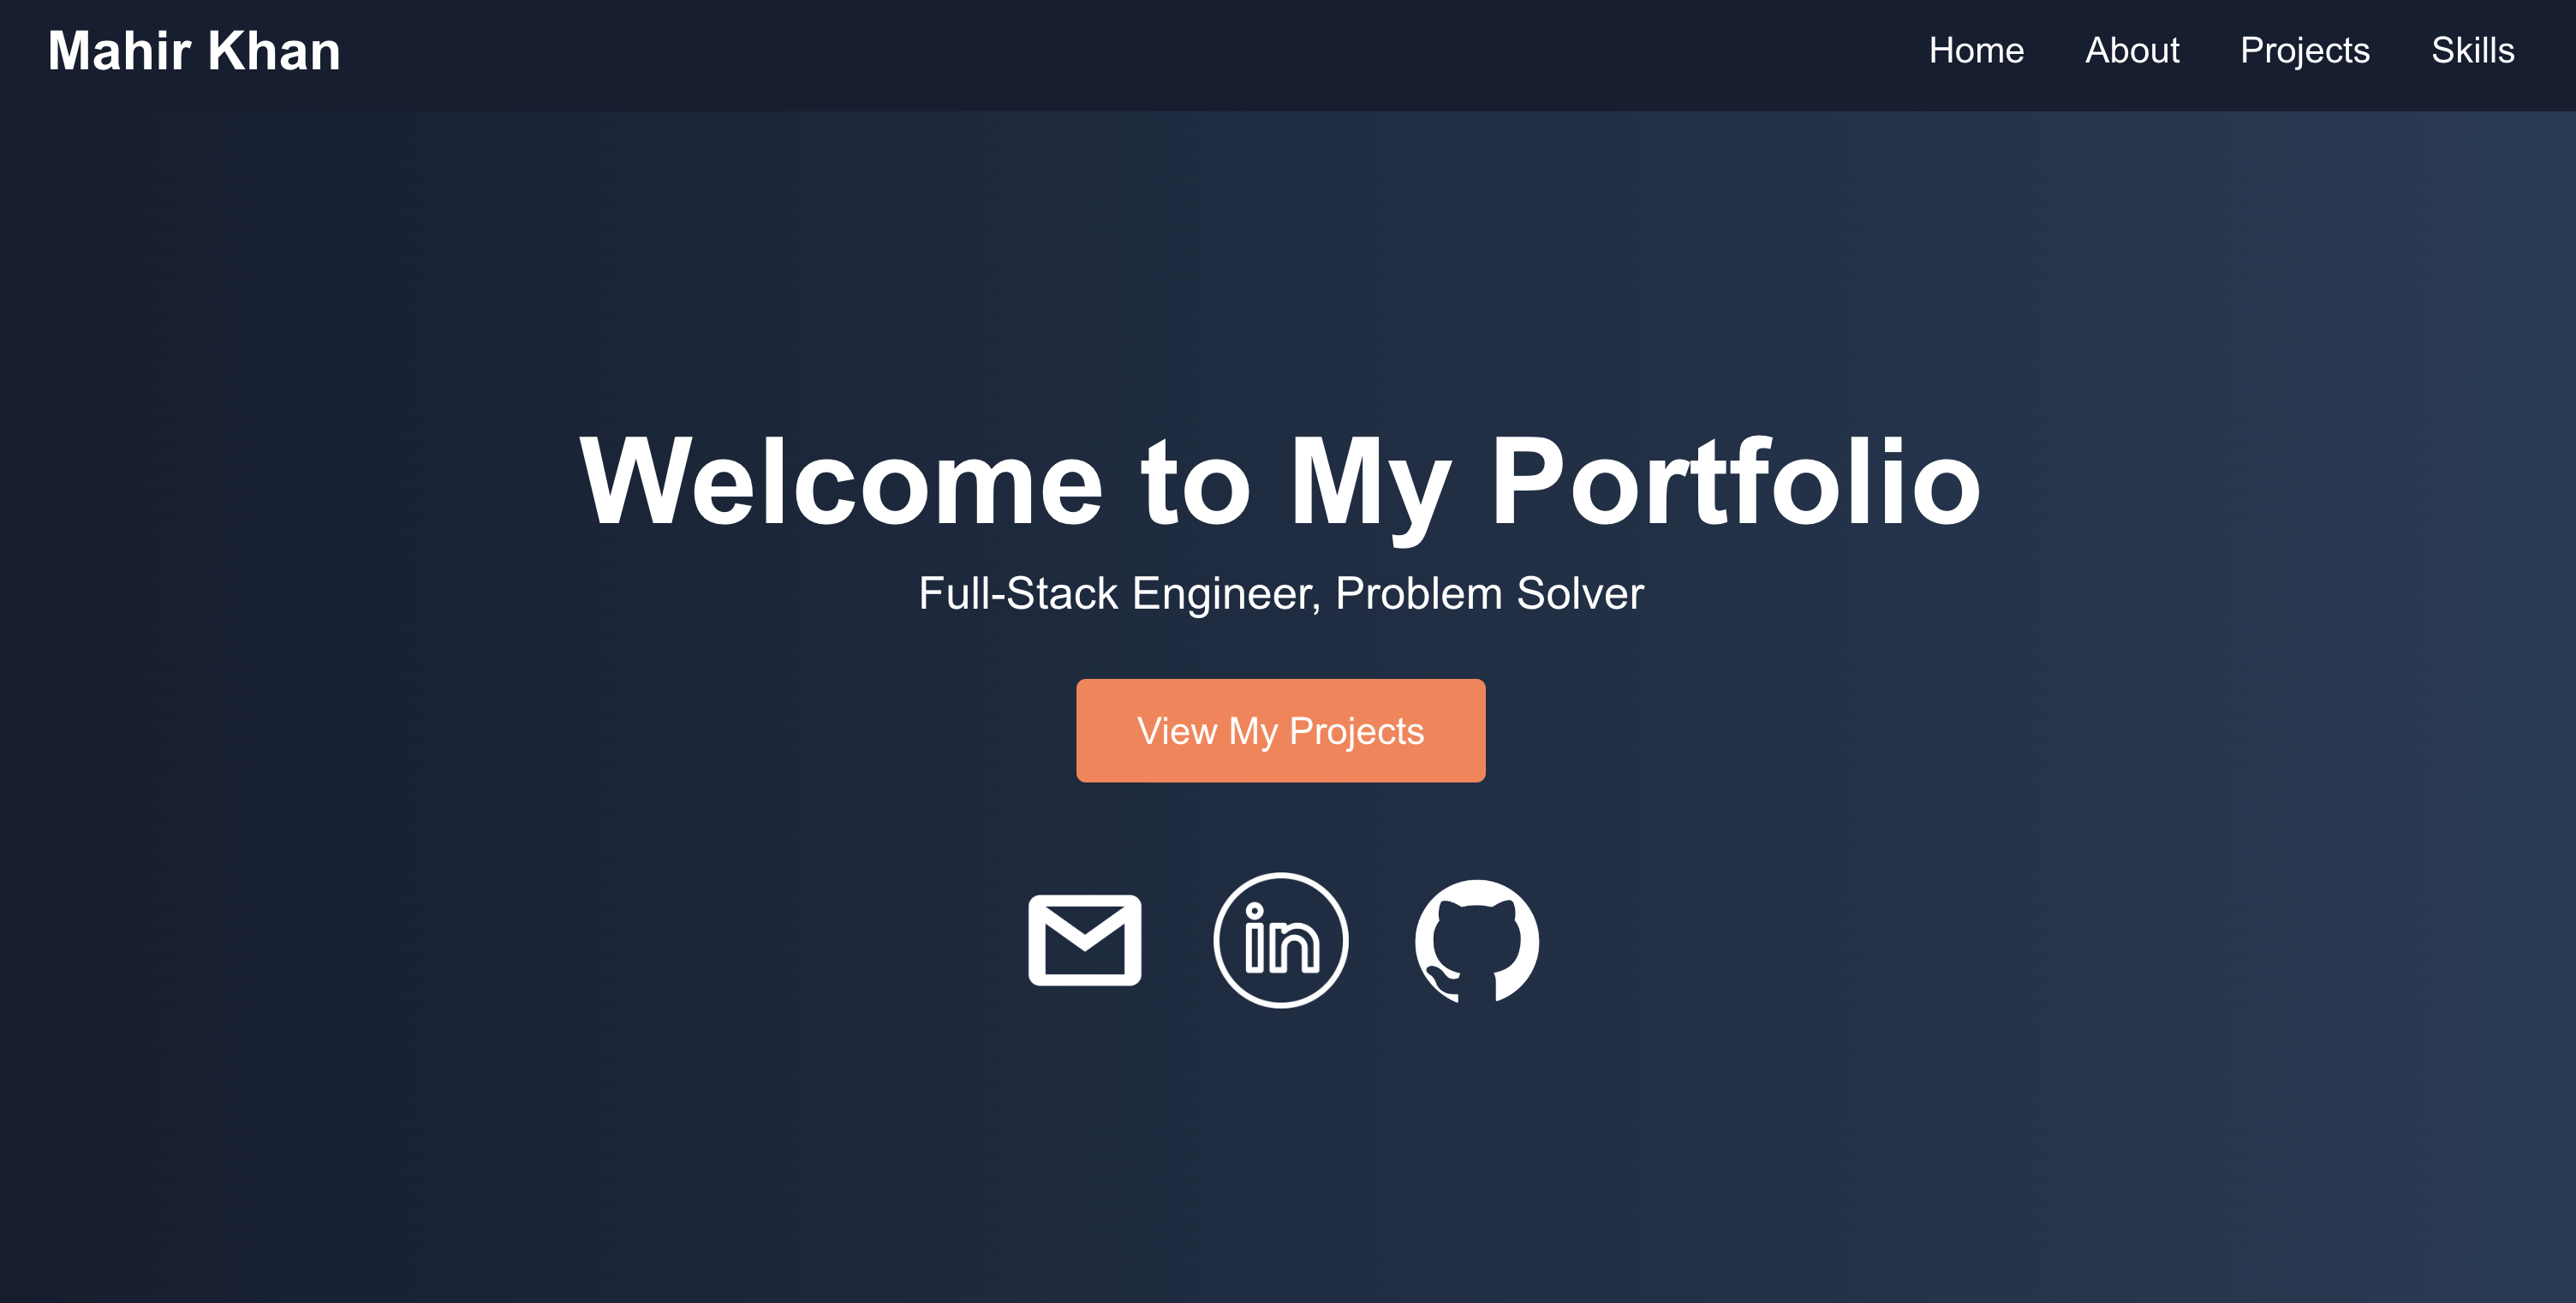 Mahir Khan
Home About Projects Skills
Welcome to My Portfolio
Full-Stack Engineer, Problem Solver
View My Projects
in